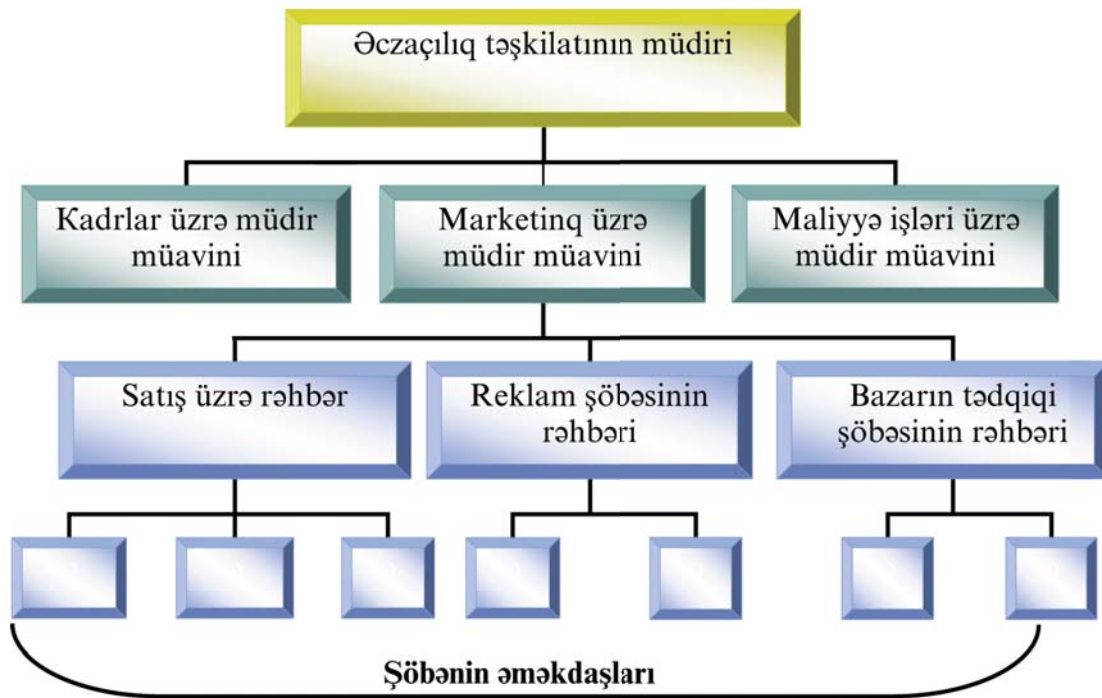 Əczaçılıq təşkilatının müdiri
Kadrlar üzrə müdir
müavini
Marketinq üzrə
müdir müavini
Maliyyə işləri üzrə
müdir müavini
Satış üzrə rəhbər
Reklam şöbəsinin
rəhbəri
Bazarın tədqiqi
şöbəsinin rəhbəri
Şöbənin əməkdaşları